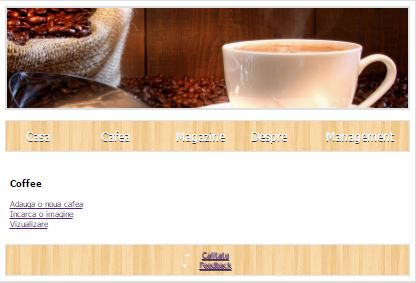 Casa Cafea Magazine Despre Management
Coffee
Adauga o noua cafea
Incarca o imagine
Vizualizare
Calitate
Feedback